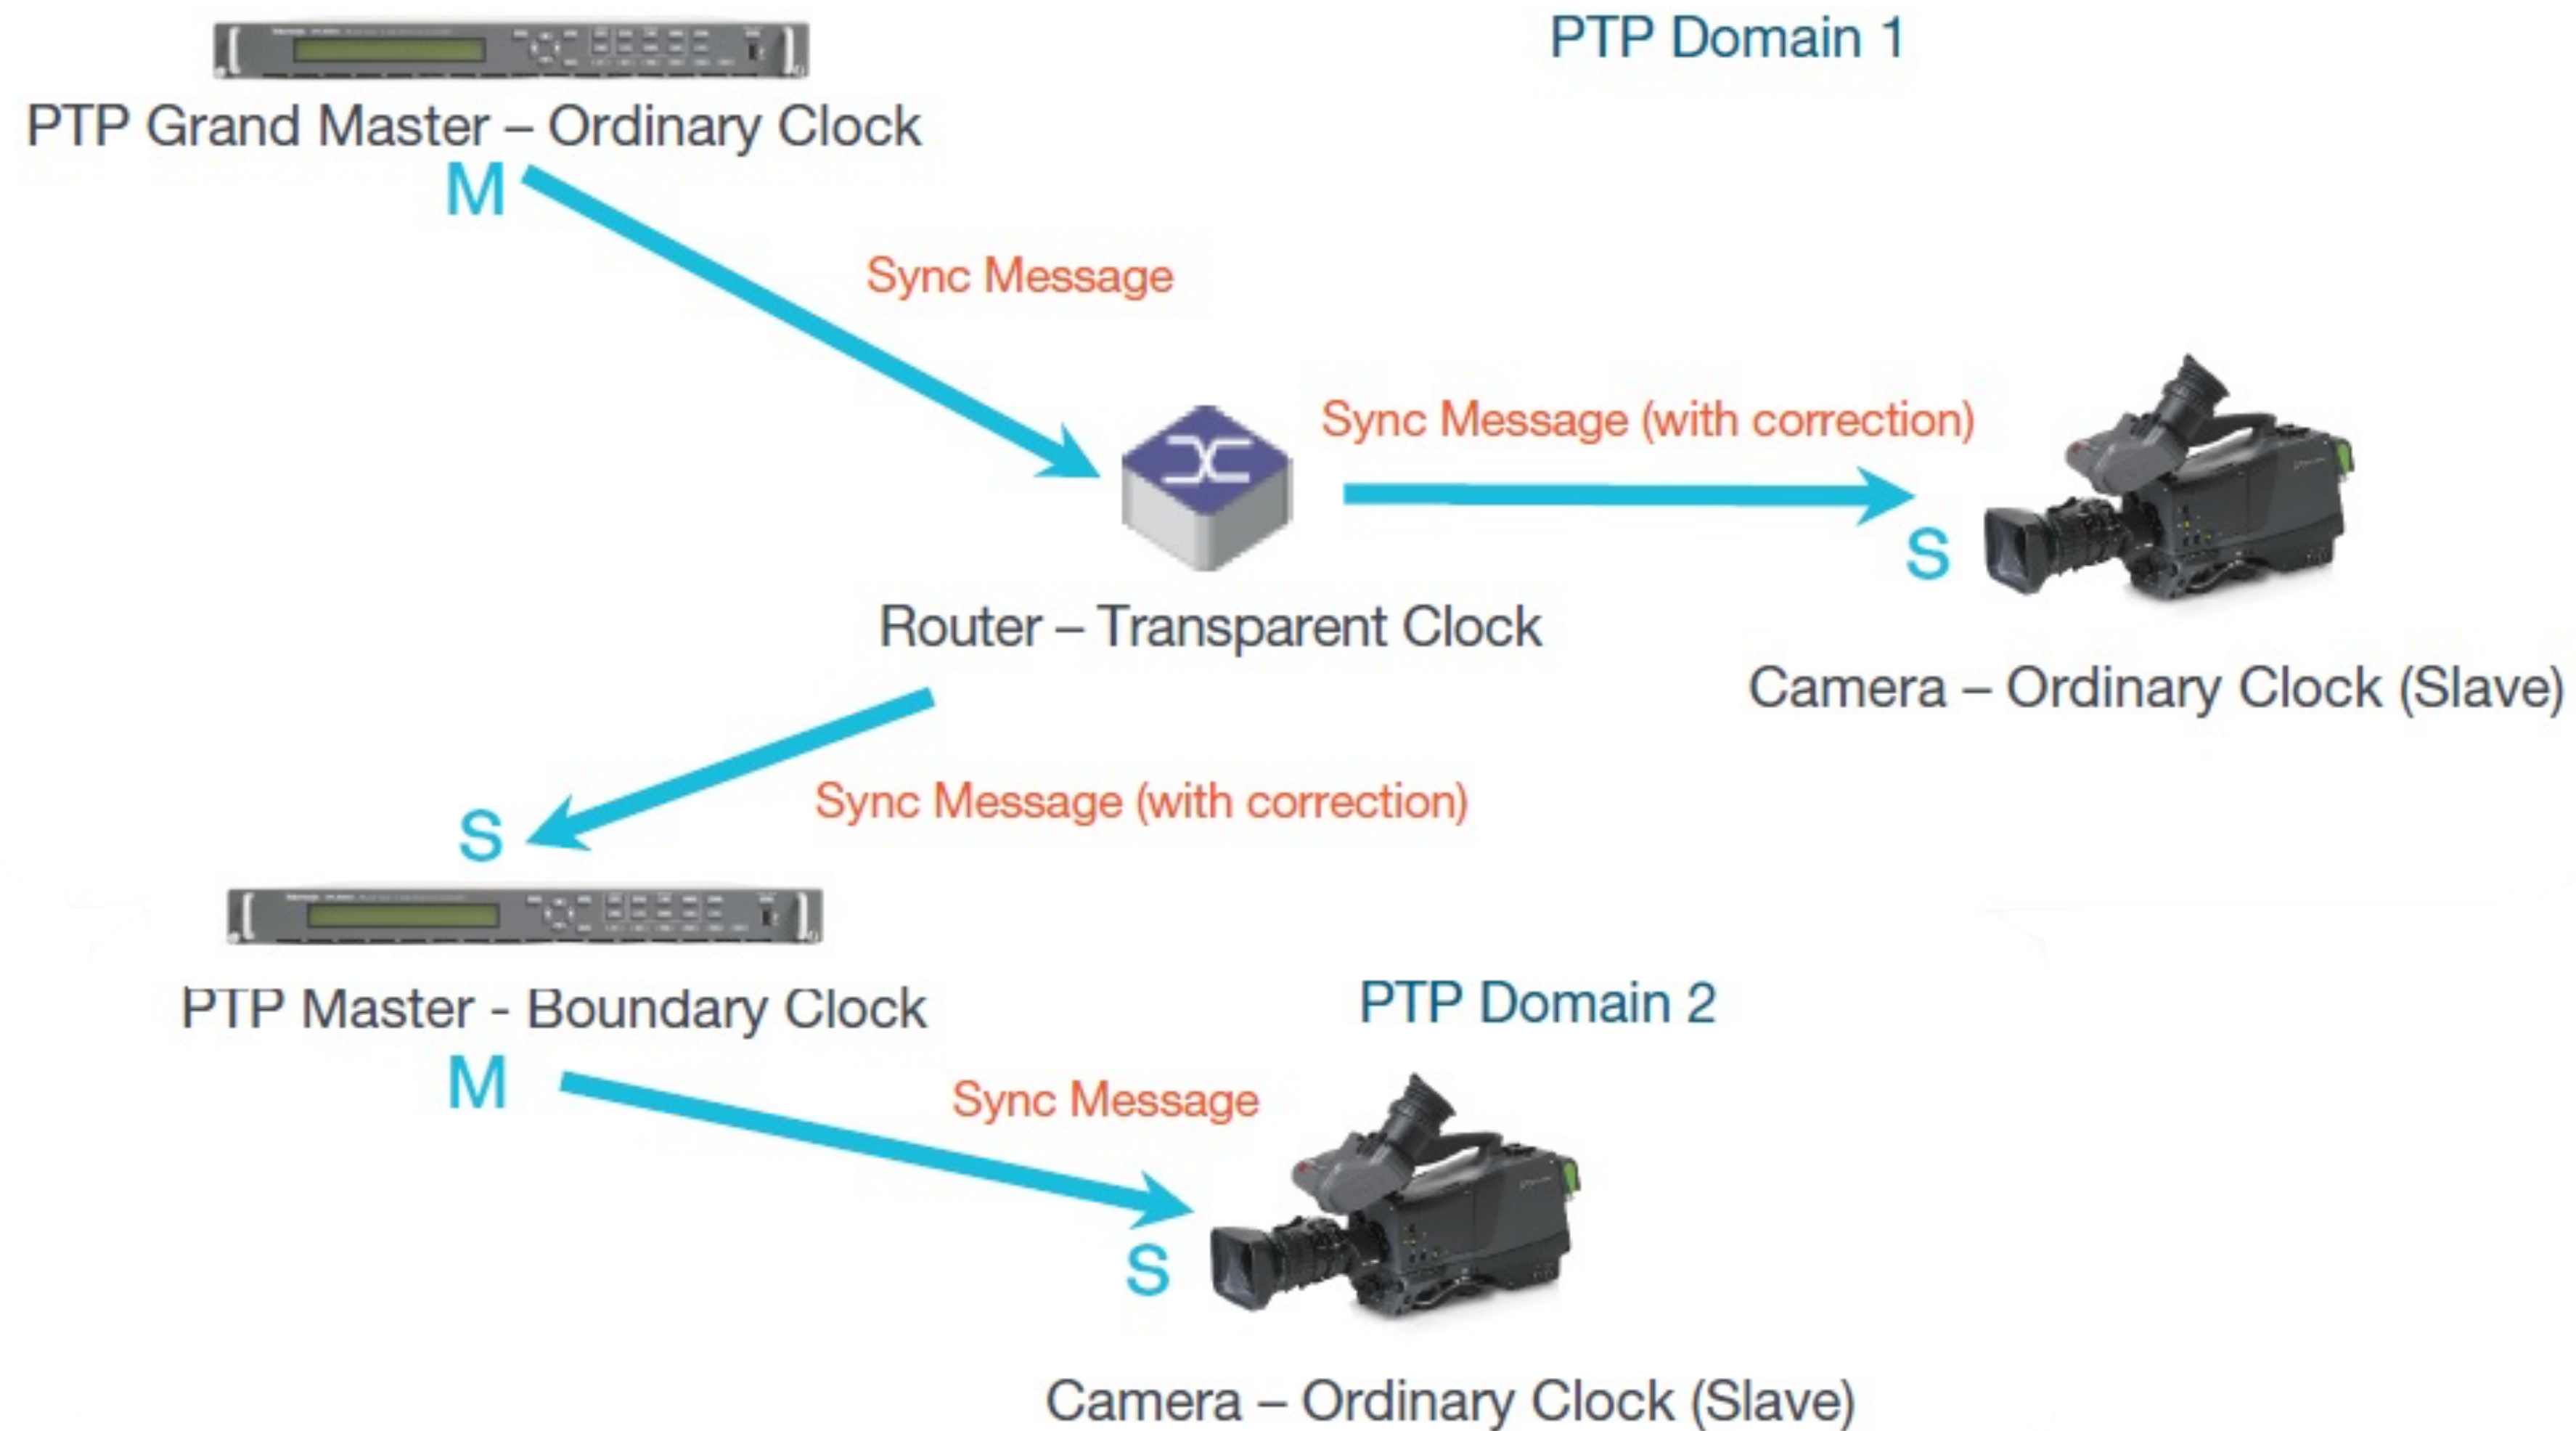 PTP Domain 1
PTP Grand Master – Ordinary Clock
M
Sync Message
Sync Message (with correction)
S
Router – Transparent Clock
Camera – Ordinary Clock (Slave)
Sync Message (with correction)
S
PTP Master - Boundary Clock
PTP Domain 2
M
Sync Message
S
Camera – Ordinary Clock (Slave)